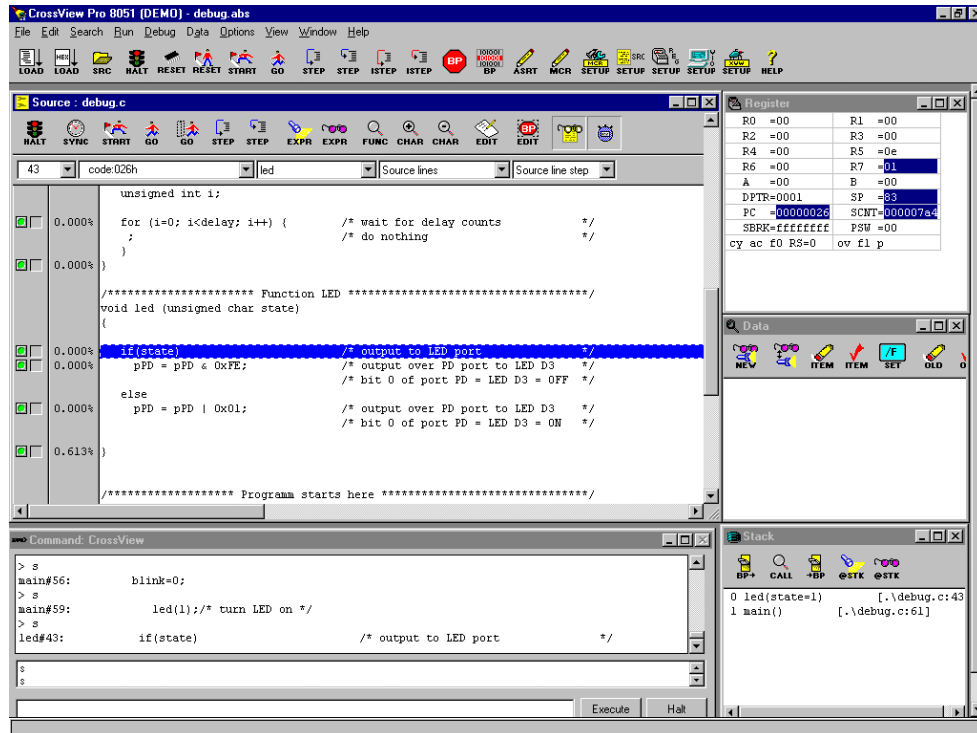 CrossView Pro 8051 (DEMO) - debug.abs
File Edit Search Run Debug Data Options View Window Help
LOAD LOAD SRC HALT RESET RESET START GO STEP STEP ISTEP ISTEP BP BP ASRT MCR SETUP SETUP SETUP SETUP SETUP HELP
Source : debug.c
HALT SYNC START GO GO STEP STEP EXPR EXPR FUNC CHAR CHAR EDIT EDIT
43 code:026h led Source lines Source line step
unsigned int i;
0.000% for (i=0; i<delay; i++) { /* wait for delay counts */
; /* do nothing */
}
0.000% }
/********************** Function LED ************************************/
void led (unsigned char state)
{
0.000% if(state) /* output to LED port */
0.000% pPD = pPD & 0xFE; /* output over PD port to LED D3 */
/* bit 0 of port PD = LED D3 = OFF */
else
0.000% pPD = pPD | 0x01; /* output over PD port to LED D3 */
/* bit 0 of port PD = LED D3 = ON */
0.613% }
/******************* Programm starts here *******************************/
Register
R0 =00 R1 =00
R2 =00 R3 =00
R4 =00 R5 =0e
R6 =00 R7 =01
A =00 B =00
DPTR=0001 SP =83
PC =00000026 SCNT=000007a4
SBRK=ffffffff PSW =00
cy ac f0 RS=0 ov fl p
Data
NEW ITEM ITEM SET OLD
Command: CrossView
> s
main#56: blink=0;
> s
main#59: led(1);/* turn LED on */
> s
led#43: if(state) /* output to LED port */
s
s
Execute Halt
Stack
BP→ CALL →BP @STK @STK
0 led(state=1) [.\debug.c:43
1 main() [.\debug.c:61]